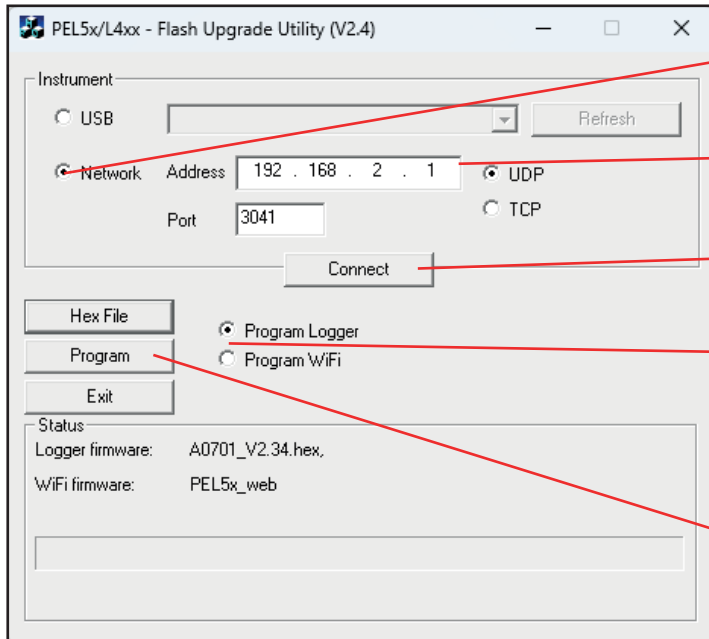 PEL5x/L4xx - Flash Upgrade Utility (V2.4)
Instrument
USB
Refresh
Network Address 192 . 168 . 2 . 1 UDP
Port 3041 TCP
Connect
Hex File
Program Logger
Program
Program WiFi
Exit
Status
Logger firmware: A0701_V2.34.hex,
WiFi firmware: PEL5x_web